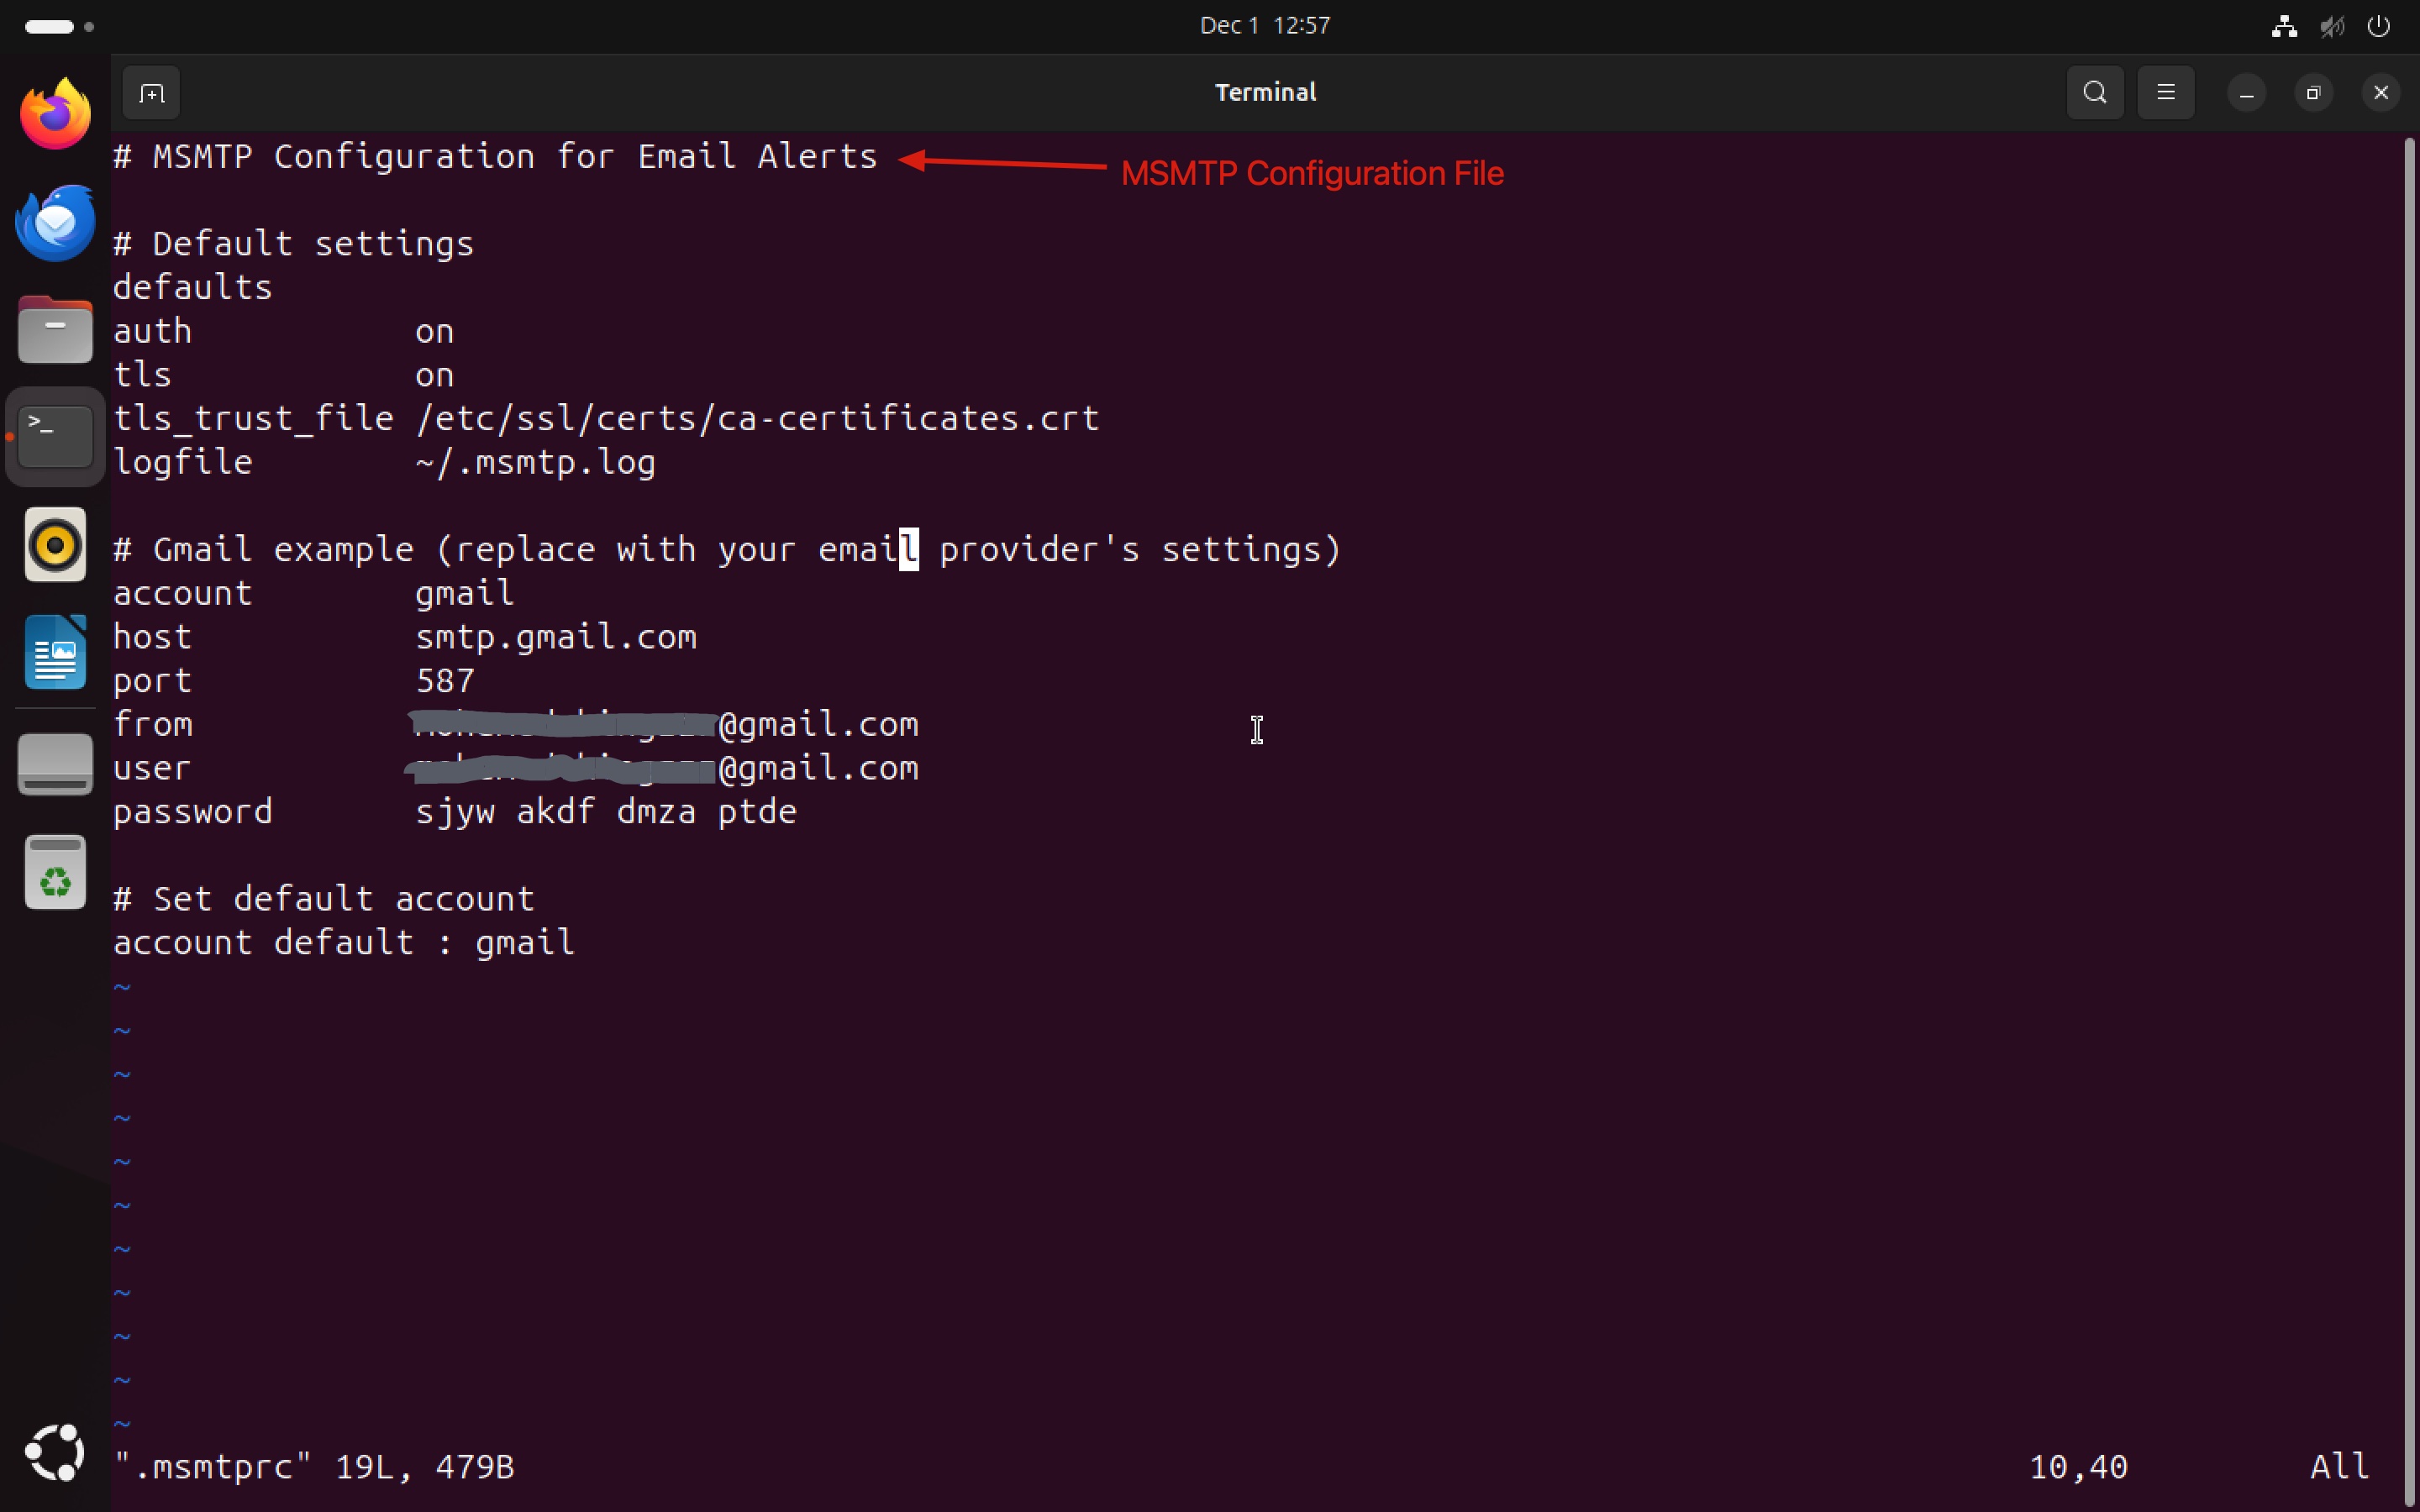 Dec 1 12:57
Terminal
# MSMTP Configuration for Email Alerts
MSMTP Configuration File
# Default settings
defaults
auth on
tls on
tls_trust_file /etc/ssl/certs/ca-certificates.crt
logfile ~/.msmtp.log
# Gmail example (replace with your email provider's settings)
account gmail
host smtp.gmail.com
port 587
from @gmail.com
user @gmail.com
password sjyw akdf dmza ptde
# Set default account
account default : gmail
~
~
~
~
~
~
~
~
~
~
~
".msmtprc" 19L, 479B 10,40 All